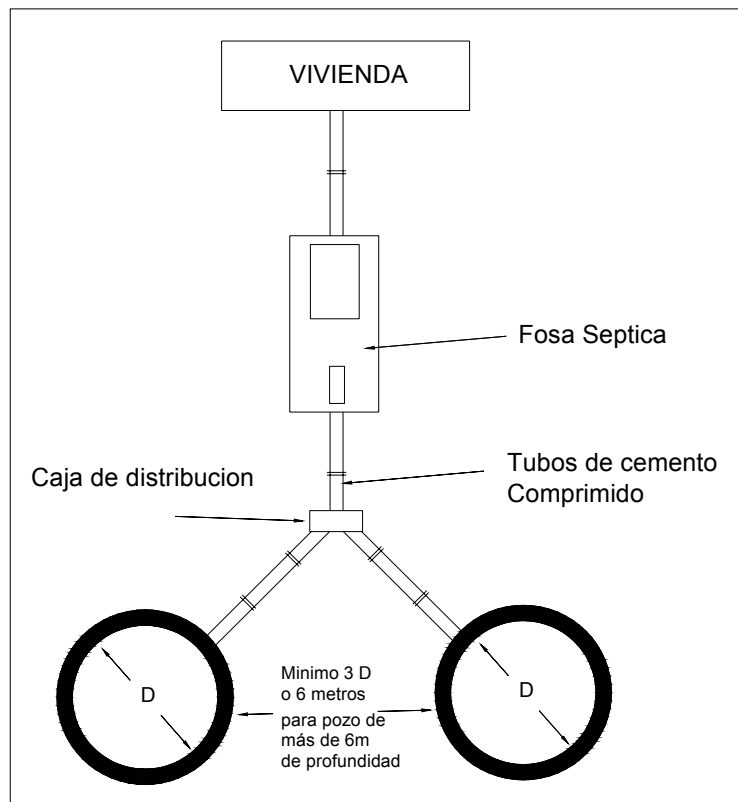 VIVIENDA
Fosa Septica
Tubos de cemento
Comprimido
Caja de distribucion
D
Minimo 3 D
o 6 metros
para pozo de
más de 6m
de profundidad
D